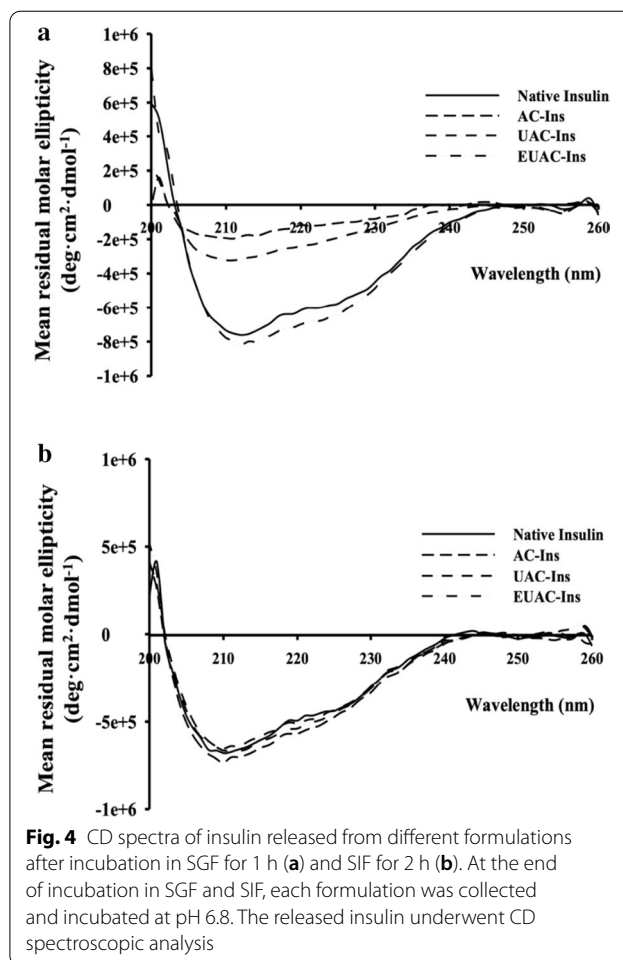 a
1e+6
8e+5
6e+5
4e+5
2e+5
0
-2e+5
-4e+5
-6e+5
-8e+5
-1e+6
Mean residual molar ellipticity
(deg·cm²·dmol⁻¹)
Native Insulin
AC-Ins
UAC-Ins
EUAC-Ins
200 210 220 230 240 250 260
Wavelength (nm)
b
1e+6
5e+5
0
-5e+5
-1e+6
Mean residual molar ellipticity
(deg·cm²·dmol⁻¹)
Native Insulin
AC-Ins
UAC-Ins
EUAC-Ins
200 210 220 230 240 250 260
Wavelength (nm)
Fig. 4 CD spectra of insulin released from different formulations
after incubation in SGF for 1 h (a) and SIF for 2 h (b). At the end
of incubation in SGF and SIF, each formulation was collected
and incubated at pH 6.8. The released insulin underwent CD
spectroscopic analysis